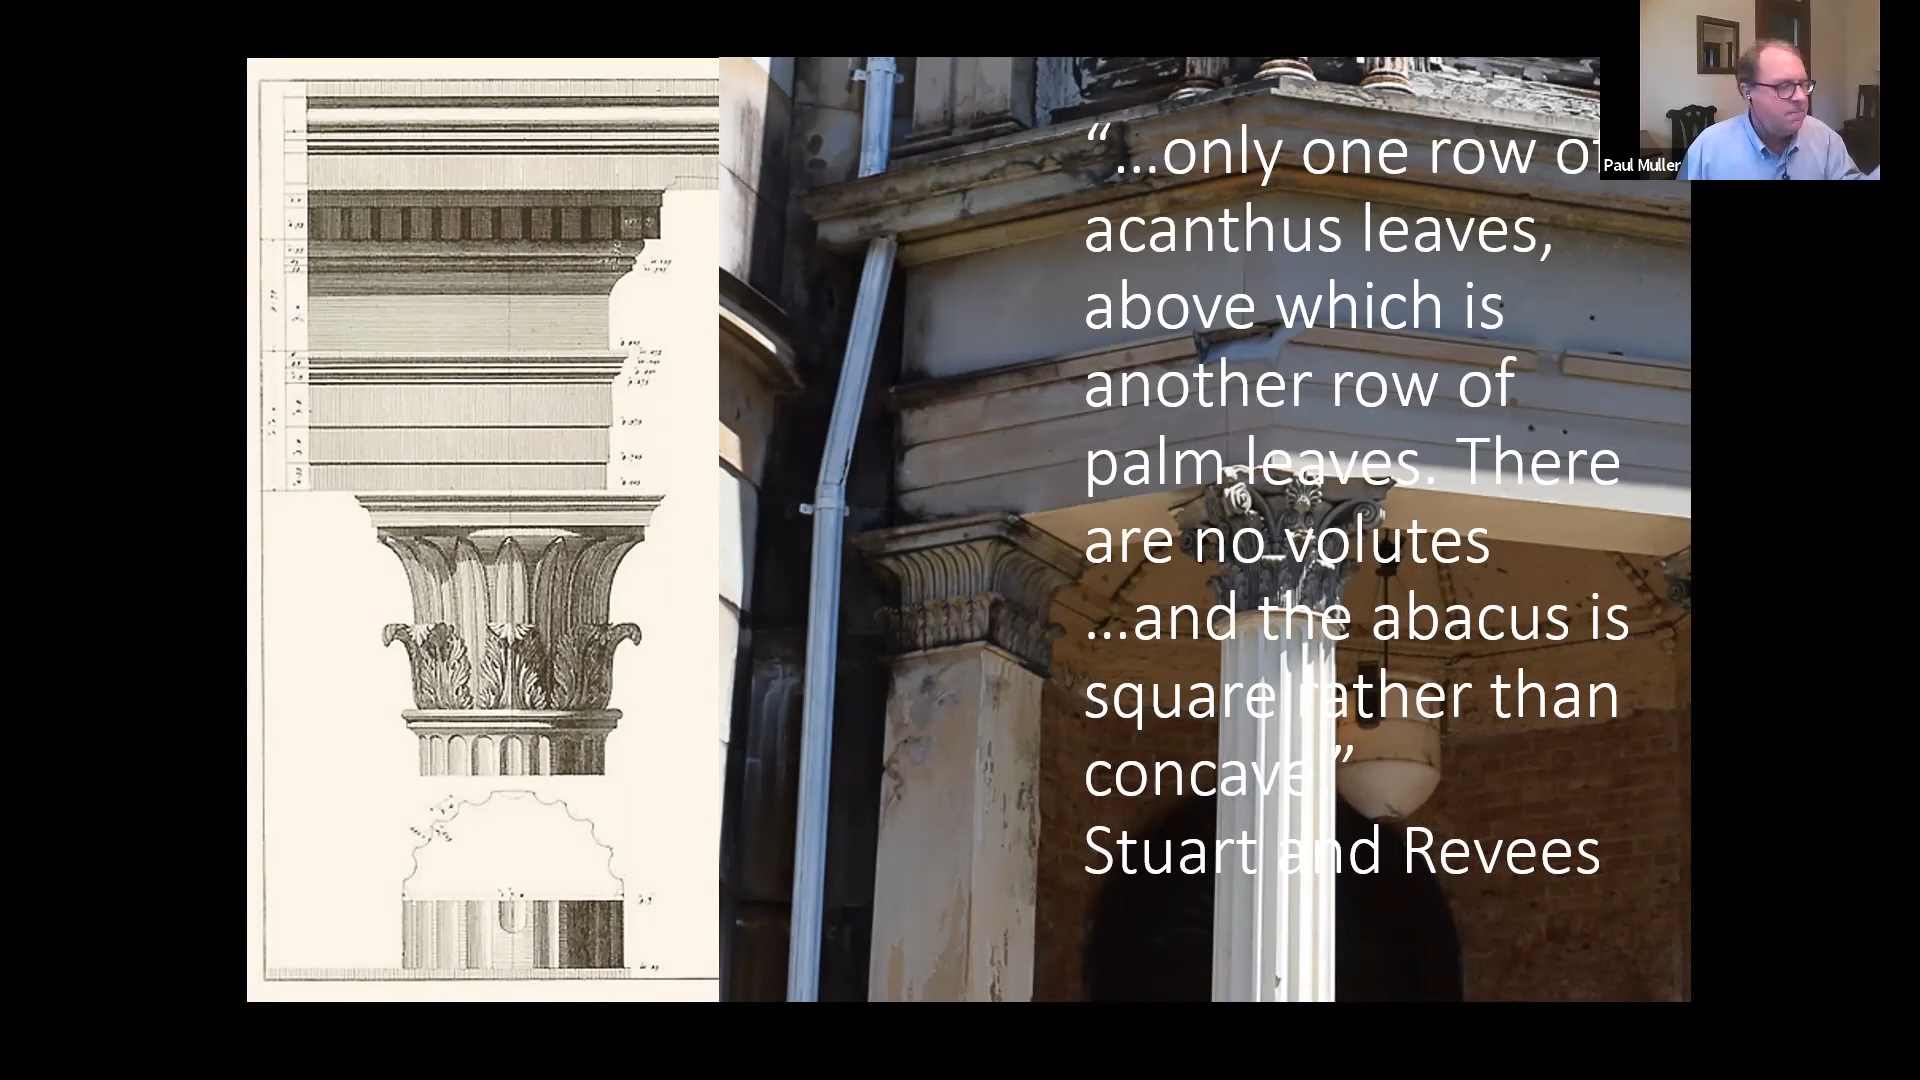 “...only one row of
acanthus leaves,
above which is
another row of
palm leaves. There
are no volutes
...and the abacus is
square rather than
concave.”
Stuart and Revees
Paul Muller